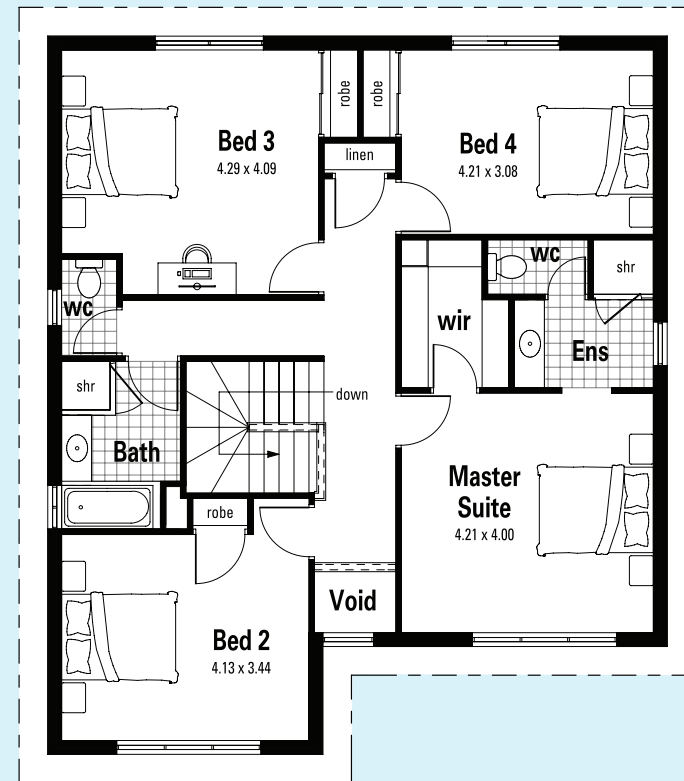 robe
robe
Bed 3
4.29 x 4.09
Bed 4
4.21 x 3.08
linen
wc
shr
wc
wir
Ens
shr
down
Bath
Master
Suite
4.21 x 4.00
robe
Void
Bed 2
4.13 x 3.44